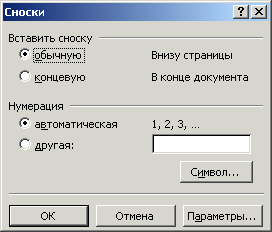 Сноски
Вставить сноску
обычную Внизу страницы
концевую В конце документа
Нумерация
автоматическая 1, 2, 3, ...
другая:
Символ...
ОК Отмена Параметры...